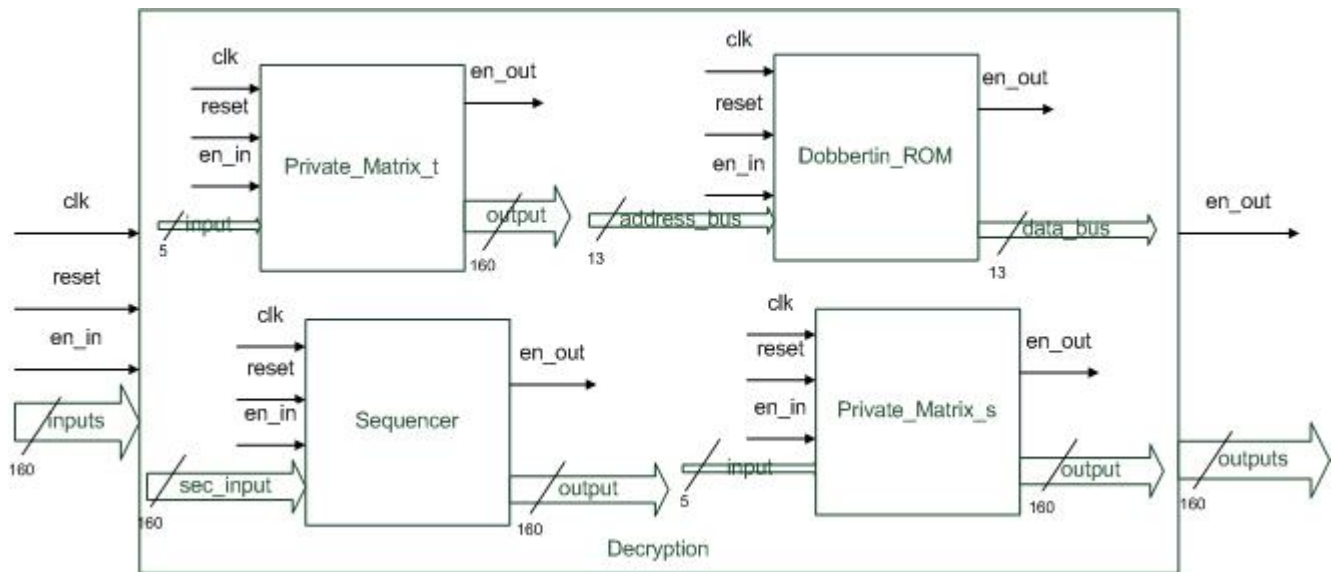 clk
reset
en_in
inputs
160
clk
reset
en_in
input
5
Private_Matrix_t
en_out
output
160
clk
reset
en_in
address_bus
13
Dobbertin_ROM
en_out
data_bus
13
clk
reset
en_in
sec_input
160
Sequencer
en_out
output
160
clk
reset
en_in
input
5
Private_Matrix_s
en_out
output
160
en_out
outputs
160
Decryption